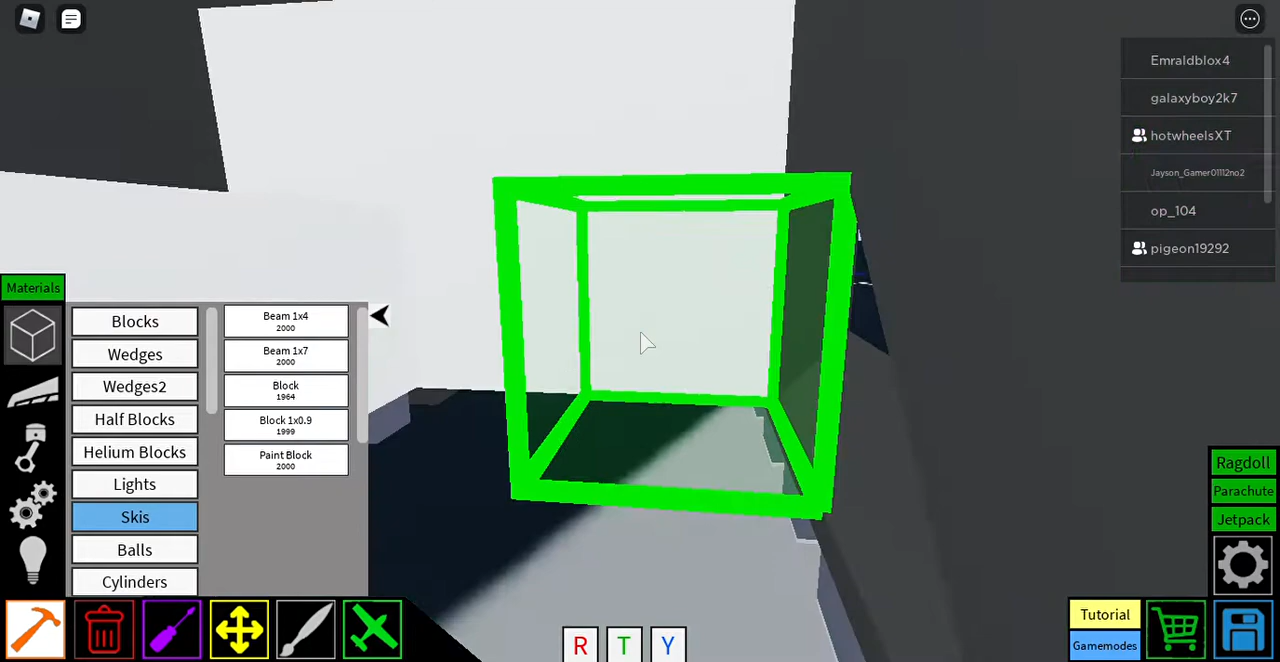 Emraldblox4
galaxyboy2k7
hotwheelsXT
Jayson_Gamer01112no2
op_104
pigeon19292
Materials
Blocks
Wedges
Wedges2
Half Blocks
Helium Blocks
Lights
Skis
Balls
Cylinders
Beam 1x4
2000
Beam 1x7
2000
Block
1964
Block 1x0.9
1999
Paint Block
2000
Ragdoll
Parachute
Jetpack
R T Y
Tutorial
Gamemodes